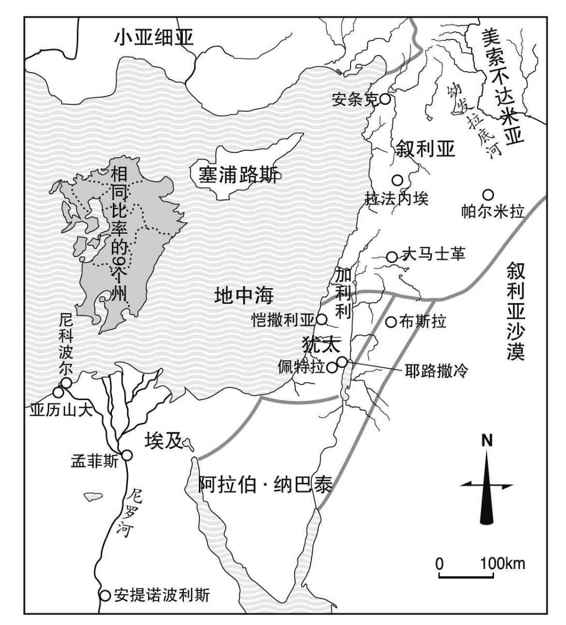 小亚细亚
美索不达米亚
幼发拉底河
安条克
叙利亚
塞浦路斯
拉法内埃
帕尔米拉
相同比率的9个州
大马士革
叙利亚沙漠
加利利
地中海
恺撒利亚
布斯拉
尼科波尔
犹太
佩特拉
耶路撒冷
亚历山大
埃及
孟菲斯
阿拉伯·纳巴泰
尼罗河
N
0 100km
安提诺波利斯